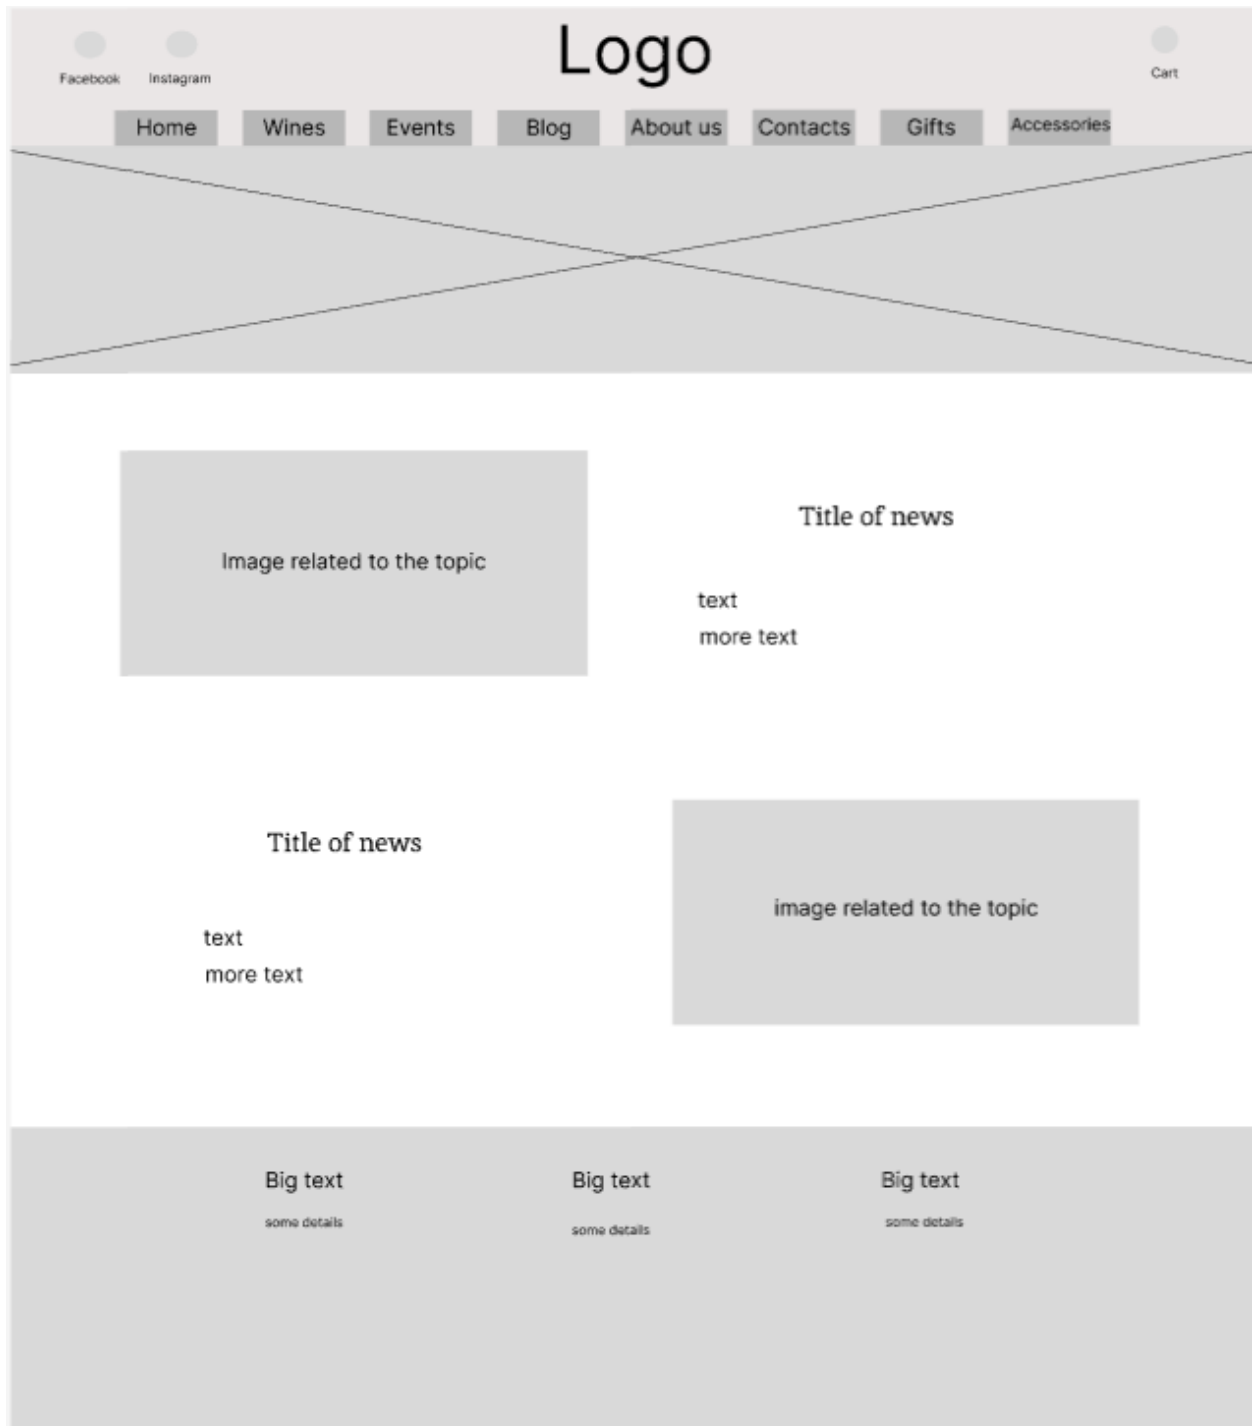 Logo
Facebook Instagram
Cart
Home Wines Events Blog About us Contacts Gifts Accessories
Image related to the topic
Title of news
text
more text
Title of news
text
more text
image related to the topic
Big text Big text Big text
some details some details some details